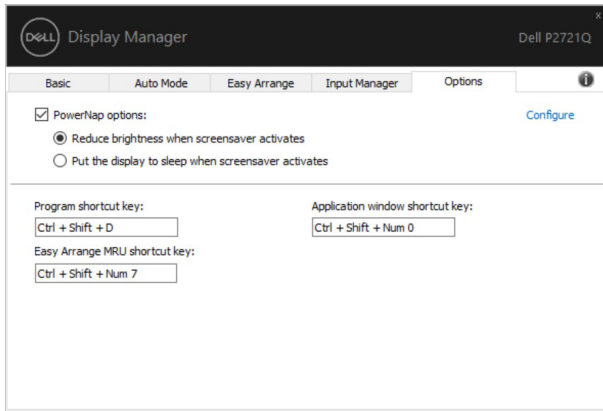 x
DELL Display Manager
Dell P2721Q
Basic Auto Mode Easy Arrange Input Manager Options i
PowerNap options:
Configure
Reduce brightness when screensaver activates
Put the display to sleep when screensaver activates
Program shortcut key:
Application window shortcut key:
Ctrl + Shift + D
Ctrl + Shift + Num 0
Easy Arrange MRU shortcut key:
Ctrl + Shift + Num 7